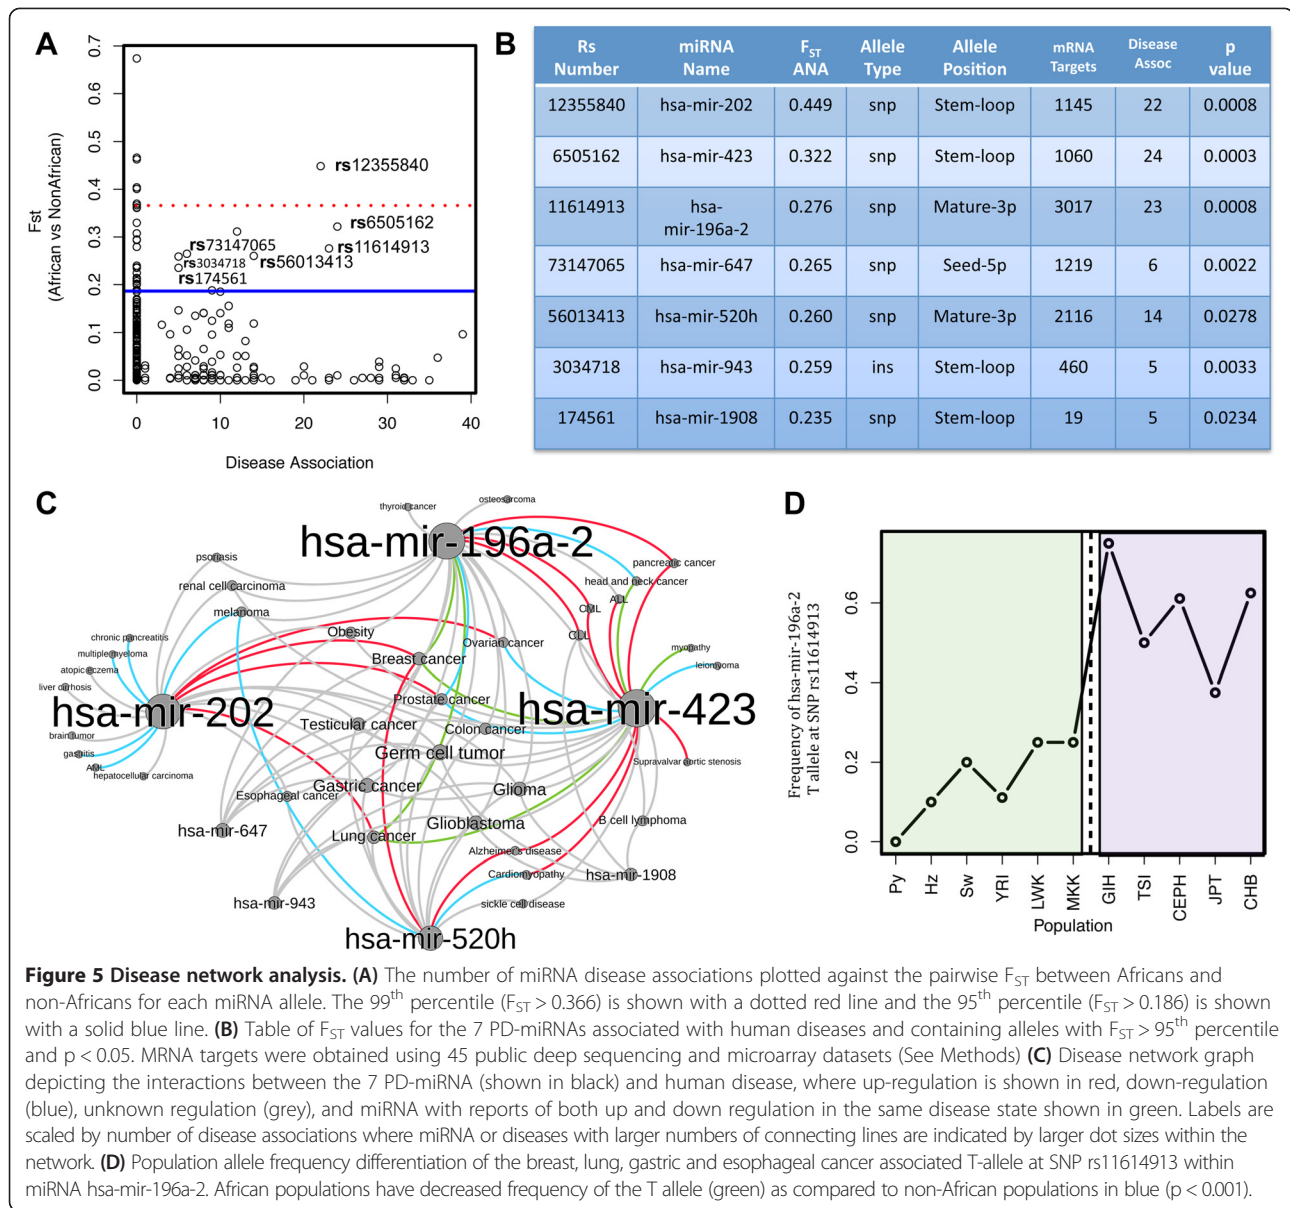 A
0.7
0.6
0.5
0.4
0.3
0.2
0.1
0.0
Fst
(African vs NonAfrican)
rs12355840
rs6505162
rs11614913
rs73147065
rs3034718
rs56013413
rs174561
0 10 20 30 40
Disease Association
B
Rs Number miRNA Name FST ANA Allele Type Allele Position mRNA Targets Disease Assoc p value
12355840 hsa-mir-202 0.449 snp Stem-loop 1145 22 0.0008
6505162 hsa-mir-423 0.322 snp Stem-loop 1060 24 0.0003
11614913 hsa-mir-196a-2 0.276 snp Mature-3p 3017 23 0.0008
73147065 hsa-mir-647 0.265 snp Seed-5p 1219 6 0.0022
56013413 hsa-mir-520h 0.260 snp Mature-3p 2116 14 0.0278
3034718 hsa-mir-943 0.259 ins Stem-loop 460 5 0.0033
174561 hsa-mir-1908 0.235 snp Stem-loop 19 5 0.0234
C
thyroid cancer
osteosarcoma
hsa-mir-196a-2
psoriasis
pancreatic cancer
renal cell carcinoma
head and neck cancer
melanoma
ALL
CML
Obesity
CLL
chronic pancreatitis
Ovarian cancer
multiple myeloma
Breast cancer
myopathy
atopic eczema
leiomyoma
liver cirrhosis
Prostate cancer
hsa-mir-202
hsa-mir-423
Testicular cancer
Colon cancer
brain tumor
gastritis
Germ cell tumor
AML
Supravalvar aortic stenosis
hepatocellular carcinoma
Gastric cancer
Glioma
Esophageal cancer
hsa-mir-647
Lung cancer
Glioblastoma
B cell lymphoma
Alzheimer's disease
Cardiomyopathy
hsa-mir-1908
hsa-mir-943
sickle cell disease
hsa-mir-520h
D
Frequency of hsa-mir-196a-2
T allele at SNP rs11614913
0.6
0.4
0.2
0.0
Py Hz Sw YRI LWK MKK GIH TSI CEPH JPT CHB
Population
Figure 5 Disease network analysis. (A) The number of miRNA disease associations plotted against the pairwise FST between Africans and
non-Africans for each miRNA allele. The 99th percentile (FST > 0.366) is shown with a dotted red line and the 95th percentile (FST > 0.186) is shown
with a solid blue line. (B) Table of FST values for the 7 PD-miRNAs associated with human diseases and containing alleles with FST > 95th percentile
and p < 0.05. MRNA targets were obtained using 45 public deep sequencing and microarray datasets (See Methods) (C) Disease network graph
depicting the interactions between the 7 PD-miRNA (shown in black) and human disease, where up-regulation is shown in red, down-regulation
(blue), unknown regulation (grey), and miRNA with reports of both up and down regulation in the same disease state shown in green. Labels are
scaled by number of disease associations where miRNA or diseases with larger numbers of connecting lines are indicated by larger dot sizes within the
network. (D) Population allele frequency differentiation of the breast, lung, gastric and esophageal cancer associated T-allele at SNP rs11614913 within
miRNA hsa-mir-196a-2. African populations have decreased frequency of the T allele (green) as compared to non-African populations in blue (p < 0.001).